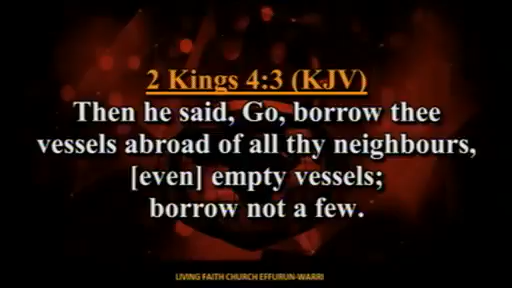 2 Kings 4:3 (KJV)
Then he said, Go, borrow thee
vessels abroad of all thy neighbours,
[even] empty vessels;
borrow not a few.
LIVING FAITH CHURCH EFFURUN-WARRI